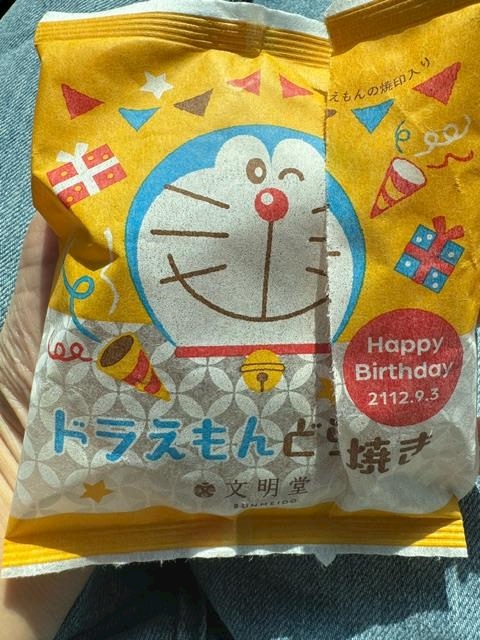 えもんの焼印入り
Happy
Birthday
2112.9.3
ドラえもんど
焼き
文明堂
BUNMEIDO